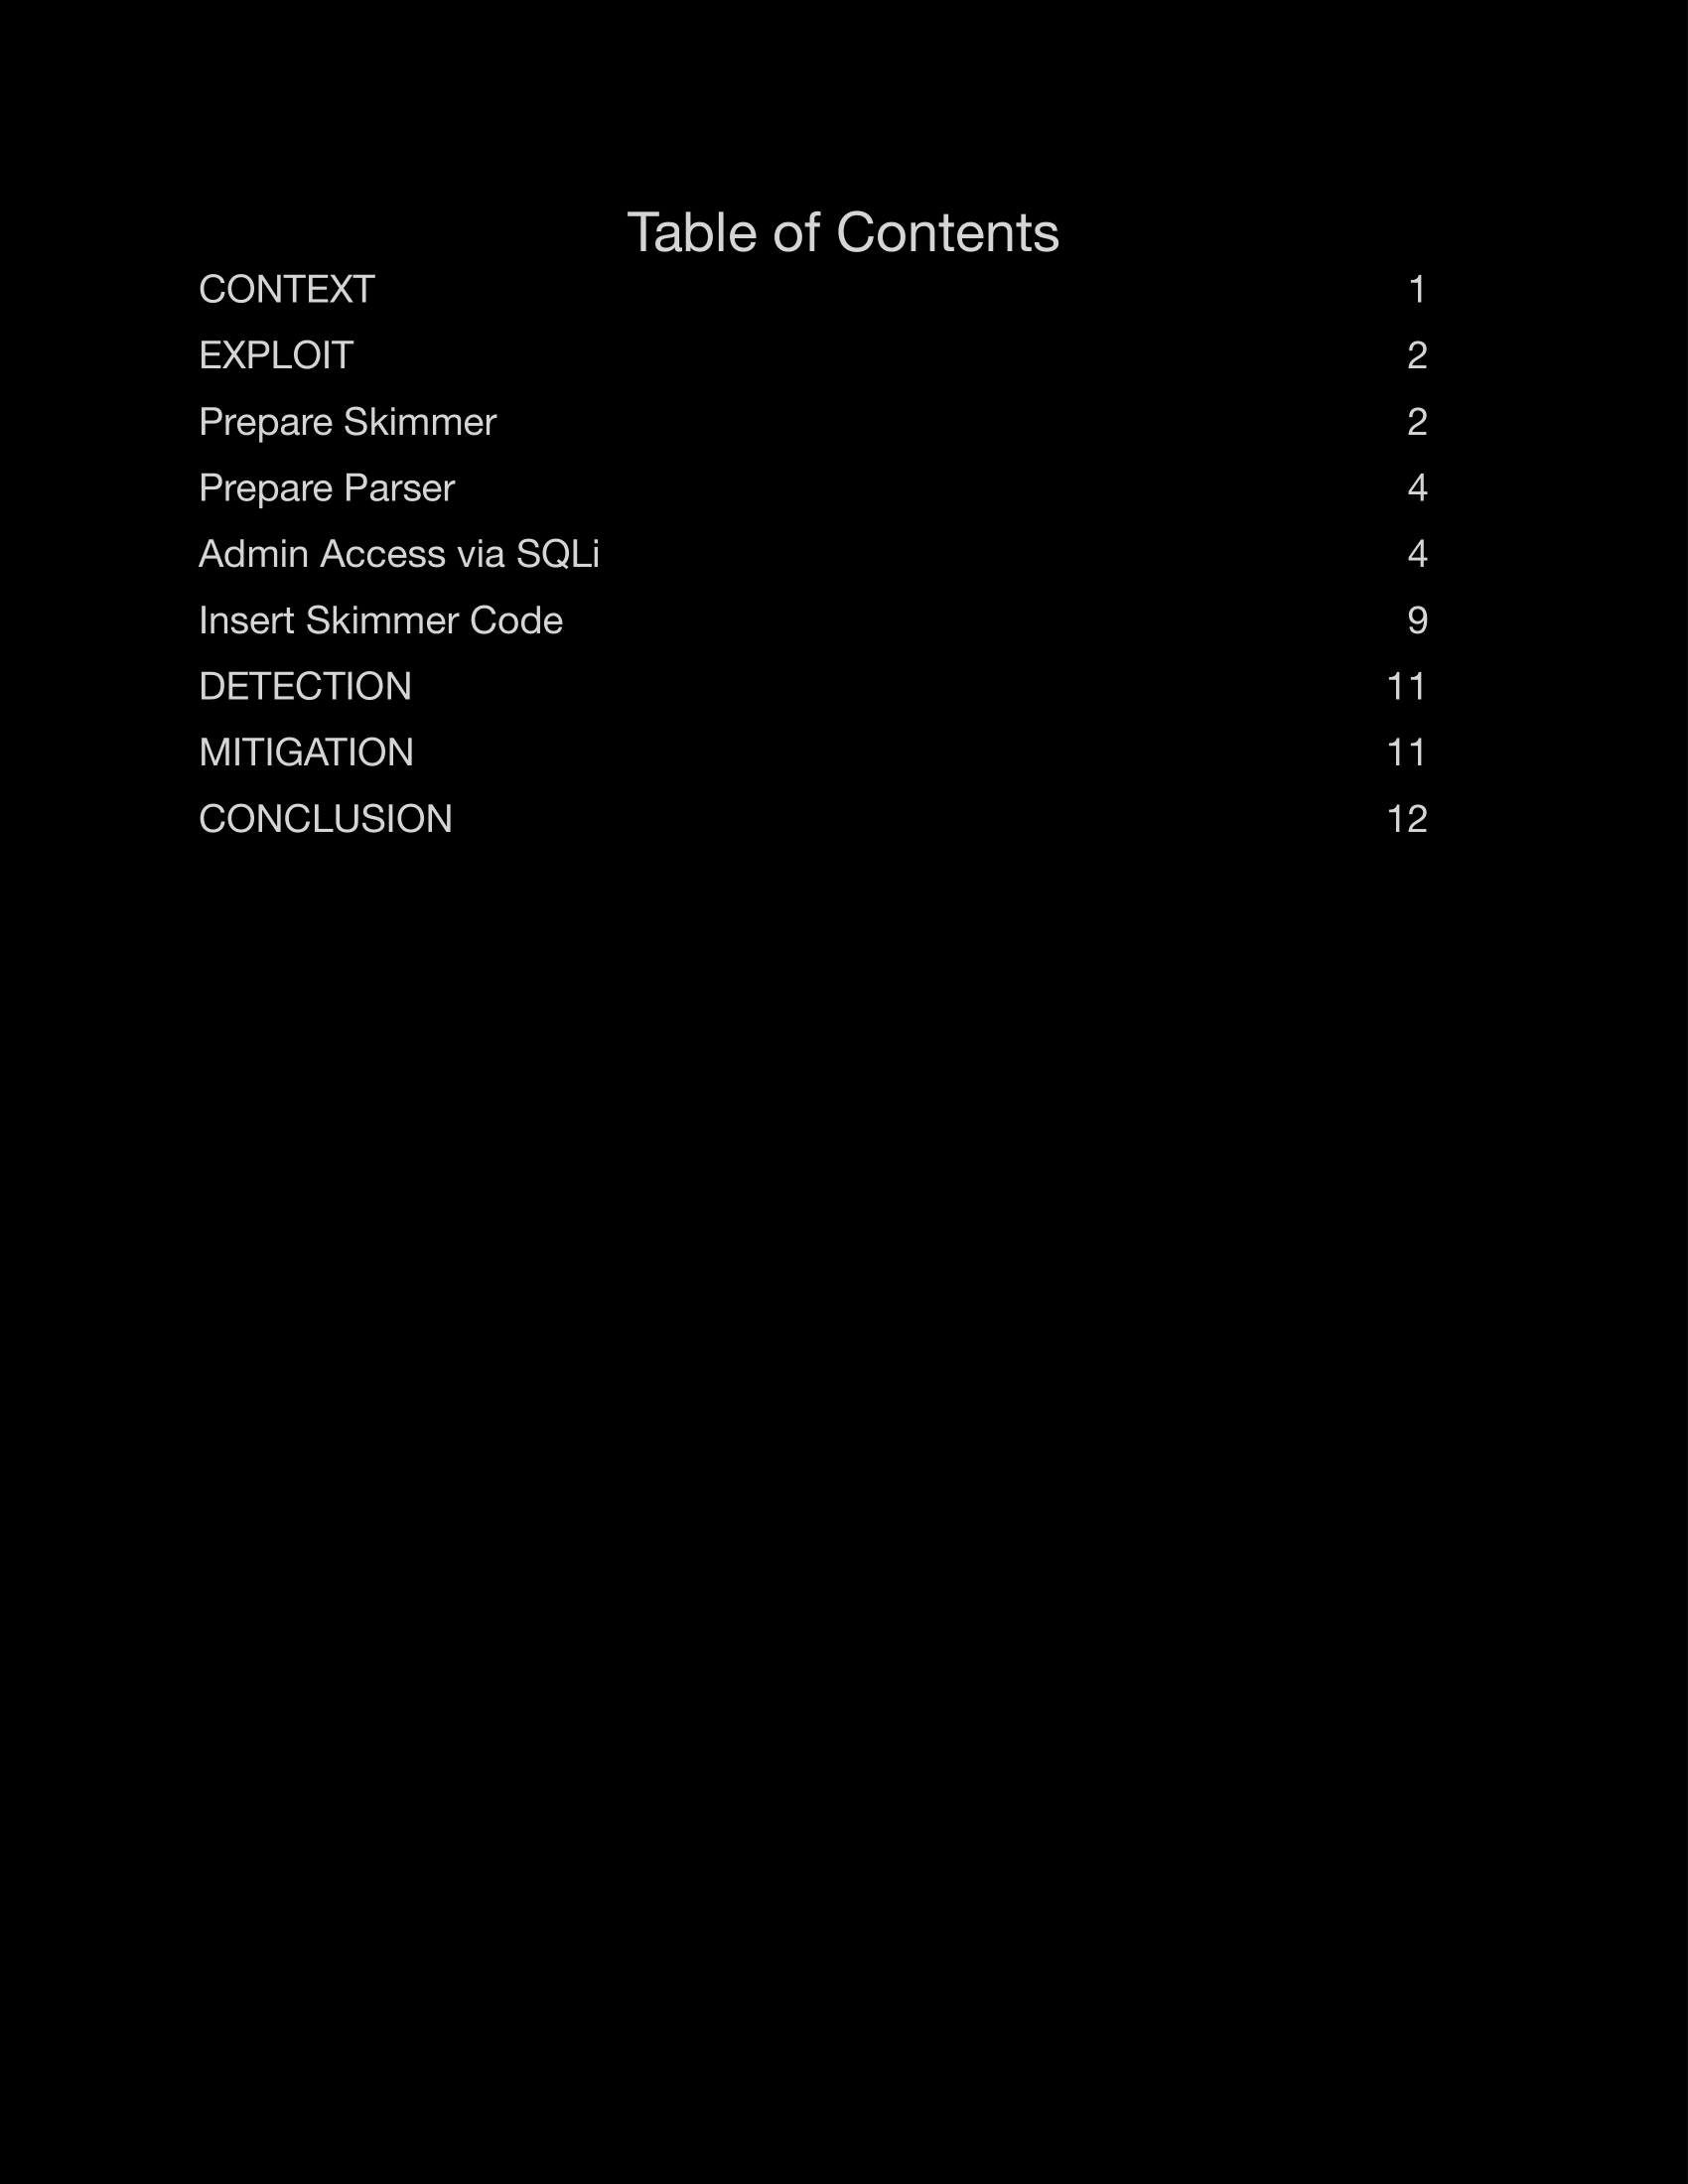 Table of Contents
CONTEXT 1
EXPLOIT 2
Prepare Skimmer 2
Prepare Parser 4
Admin Access via SQLi 4
Insert Skimmer Code 9
DETECTION 11
MITIGATION 11
CONCLUSION 12